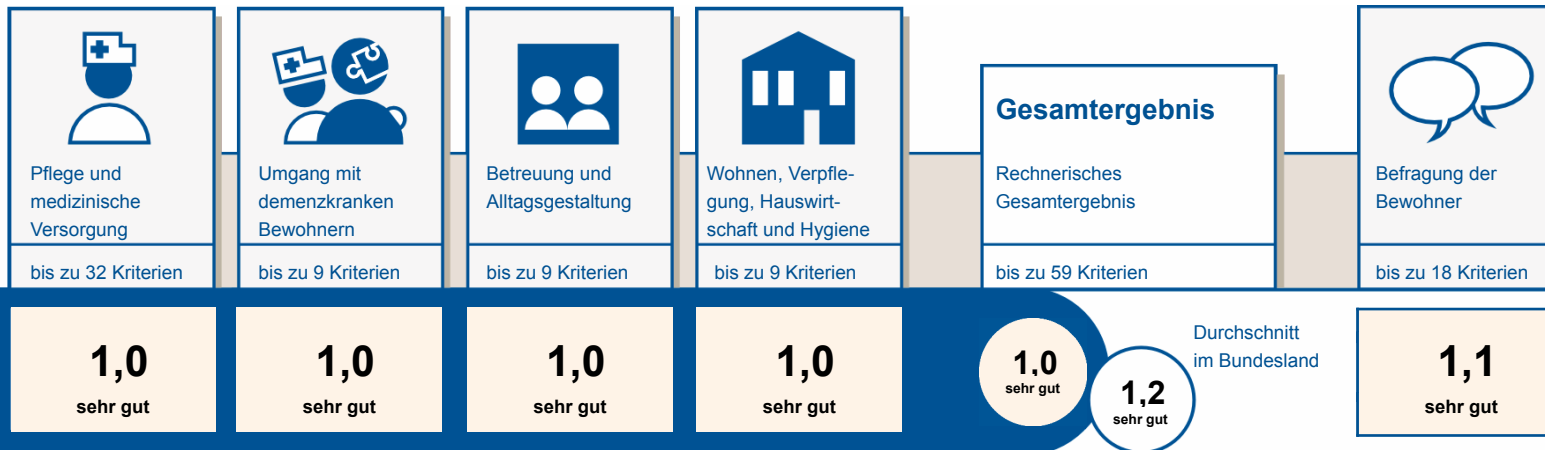 Pflege und
medizinische
Versorgung
bis zu 32 Kriterien
1,0
sehr gut
Umgang mit
demenzkranken
Bewohnern
bis zu 9 Kriterien
1,0
sehr gut
Betreuung und
Alltagsgestaltung
bis zu 9 Kriterien
1,0
sehr gut
Wohnen, Verpfle-
gung, Hauswirt-
schaft und Hygiene
bis zu 9 Kriterien
1,0
sehr gut
Gesamtergebnis
Rechnerisches
Gesamtergebnis
bis zu 59 Kriterien
1,0
sehr gut
1,2
sehr gut
Durchschnitt
im Bundesland
Befragung der
Bewohner
bis zu 18 Kriterien
1,1
sehr gut